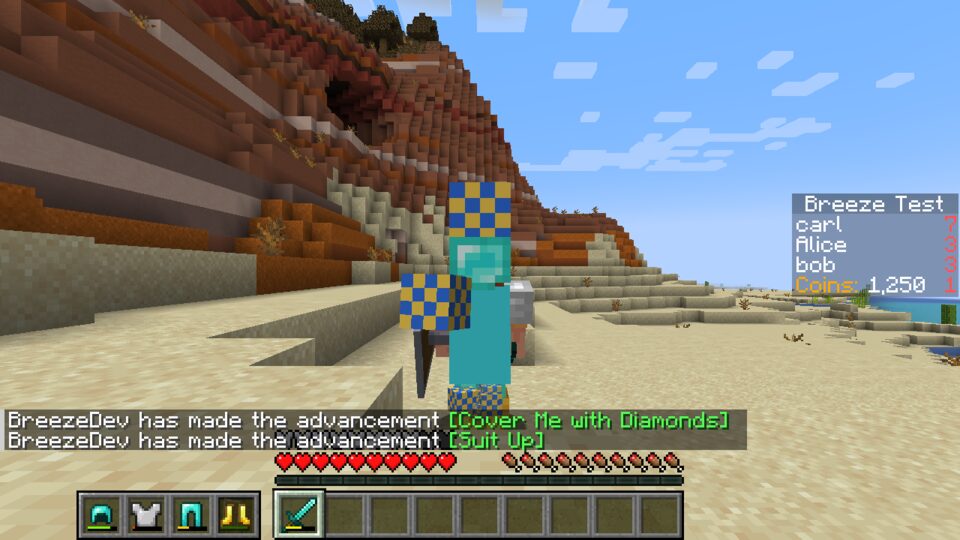 Breeze Test
carl 7
Alice 3
bob 2
Coins: 1,250 1
BreezeDev has made the advancement [Cover Me with Diamonds]
BreezeDev has made the advancement [Suit Up]